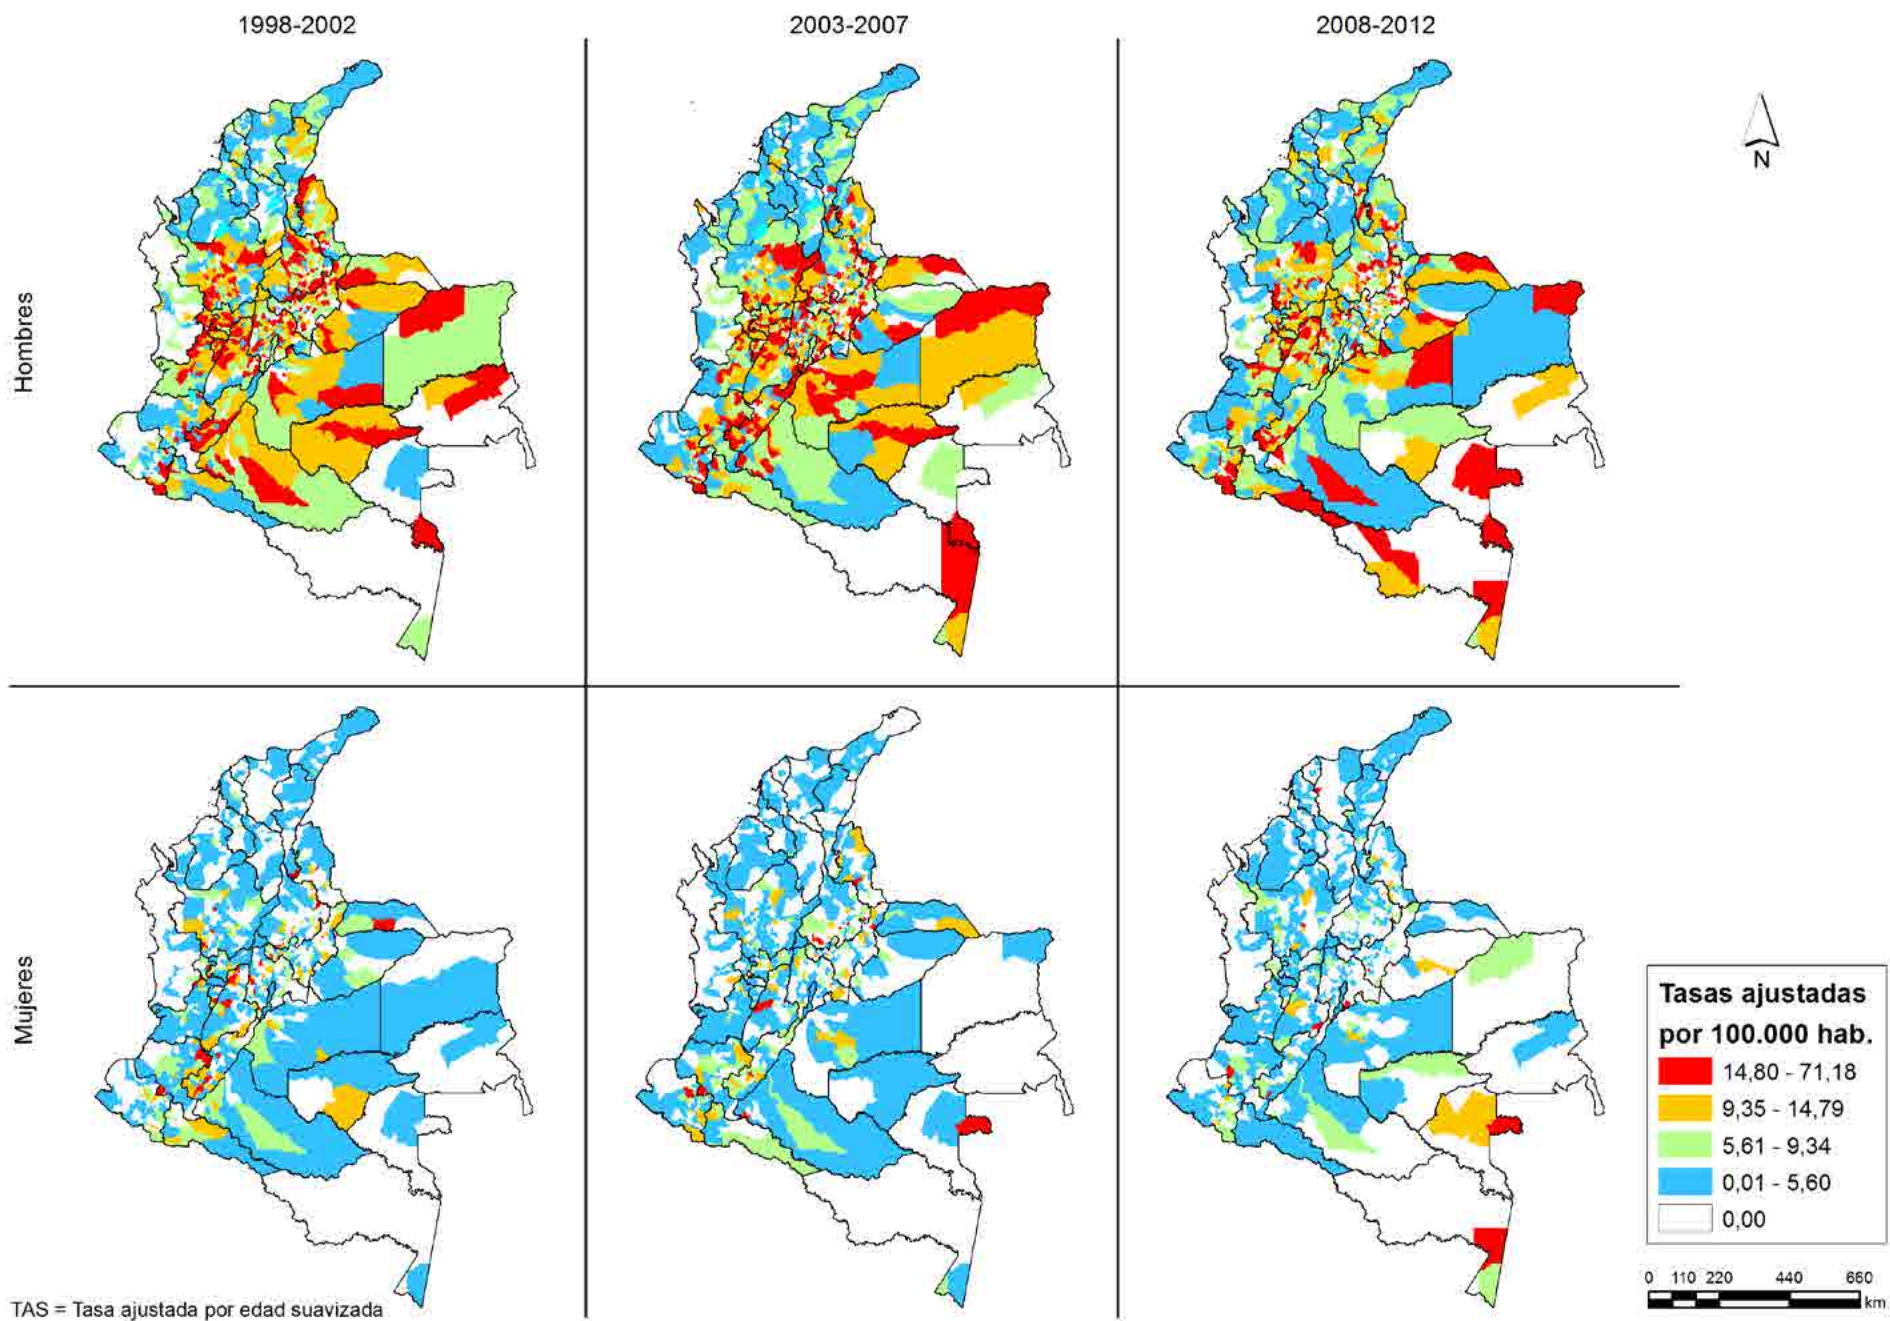 1998-2002
2003-2007
2008-2012
N
Hombres
Mujeres
Tasas ajustadas
por 100.000 hab.
14,80 - 71,18
9,35 - 14,79
5,61 - 9,34
0,01 - 5,60
0,00
0 110 220 440 660
km
TAS = Tasa ajustada por edad suavizada